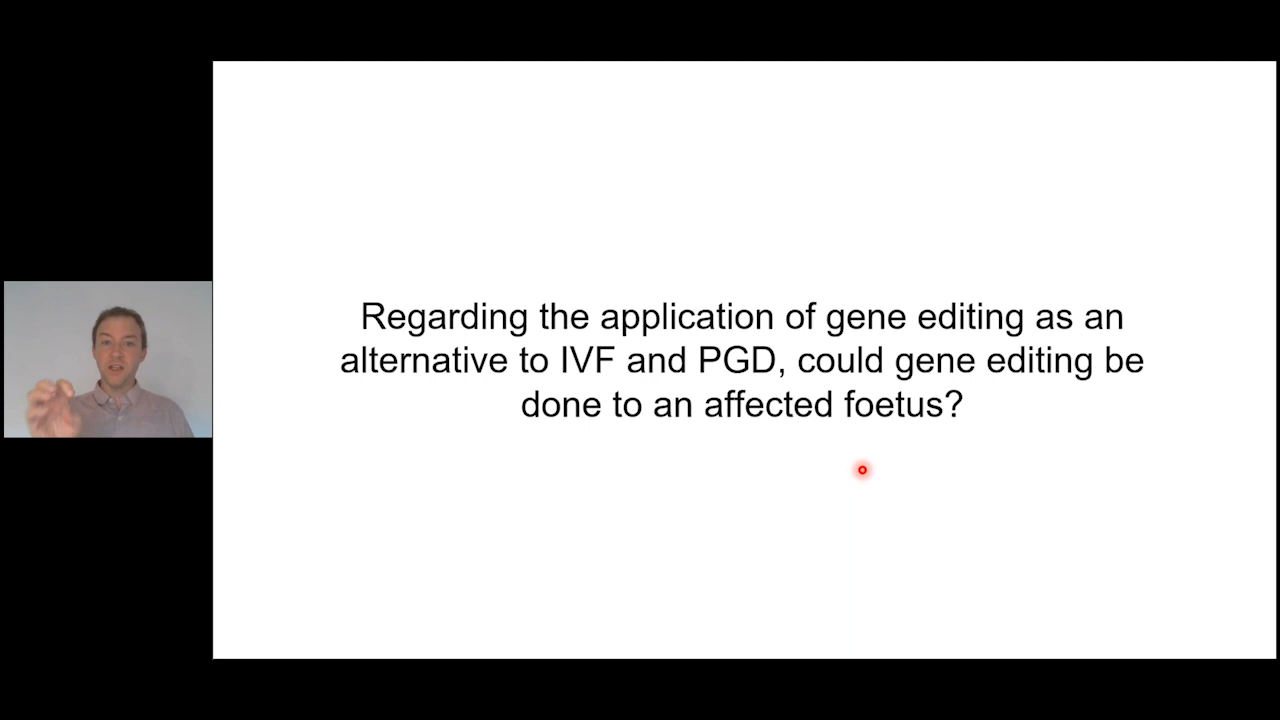 Regarding the application of gene editing as an
alternative to IVF and PGD, could gene editing be
done to an affected foetus?